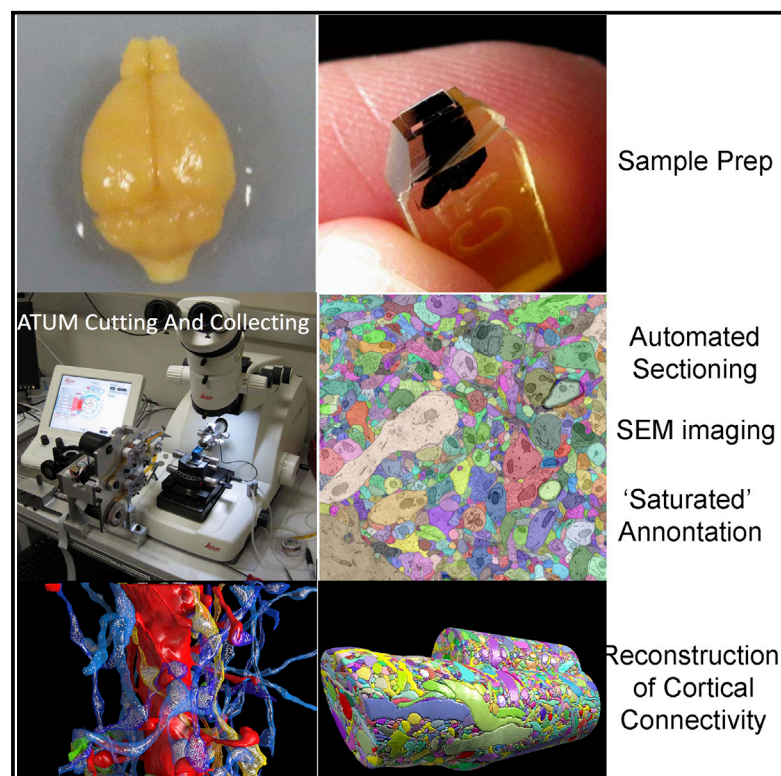 Sample Prep
ATUM Cutting And Collecting
Automated
Sectioning
SEM imaging
‘Saturated’
Annontation
Reconstruction
of Cortical
Connectivity